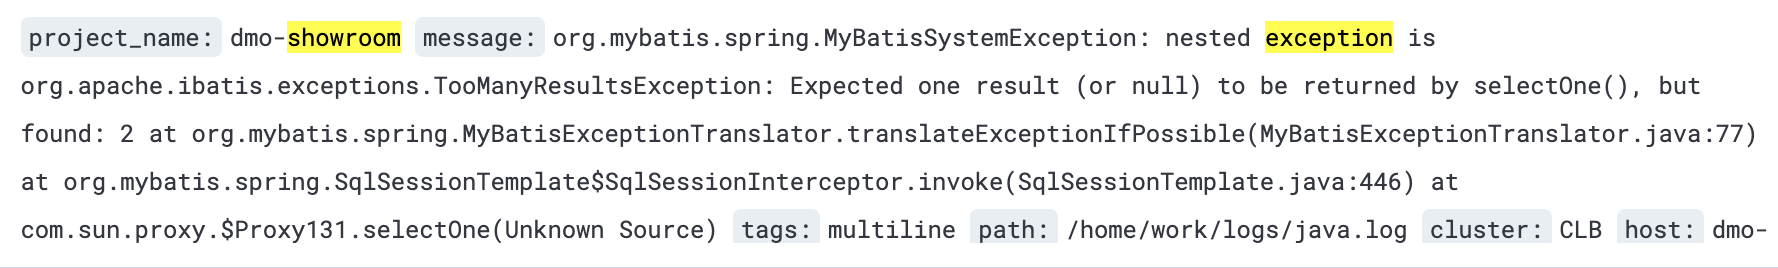 project_name: dmo-showroom message: org.mybatis.spring.MyBatisSystemException: nested exception is
org.apache.ibatis.exceptions.TooManyResultsException: Expected one result (or null) to be returned by selectOne(), but
found: 2 at org.mybatis.spring.MyBatisExceptionTranslator.translateExceptionIfPossible(MyBatisExceptionTranslator.java:77)
at org.mybatis.spring.SqlSessionTemplate$SqlSessionInterceptor.invoke(SqlSessionTemplate.java:446) at
com.sun.proxy.$Proxy131.selectOne(Unknown Source) tags: multiline path: /home/work/logs/java.log cluster: CLB host: dmo-